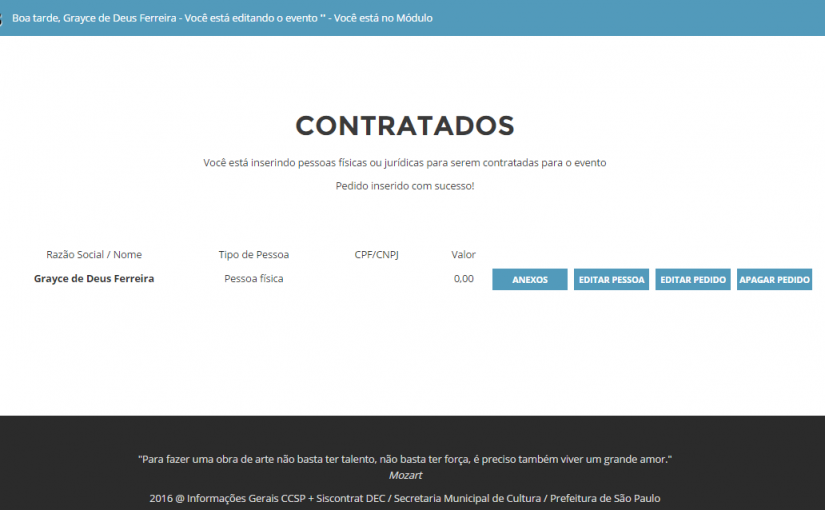 Boa tarde, Grayce de Deus Ferreira - Você está editando o evento " - Você está no Módulo
CONTRATADOS
Você está inserindo pessoas físicas ou jurídicas para serem contratadas para o evento
Pedido inserido com sucesso!
Razão Social / Nome Tipo de Pessoa CPF/CNPJ Valor
Grayce de Deus Ferreira Pessoa física 0,00 ANEXOS EDITAR PESSOA EDITAR PEDIDO APAGAR PEDIDO
"Para fazer uma obra de arte não basta ter talento, não basta ter força, é preciso também viver um grande amor."
Mozart
2016 @ Informações Gerais CCSP + Siscontrat DEC / Secretaria Municipal de Cultura / Prefeitura de São Paulo